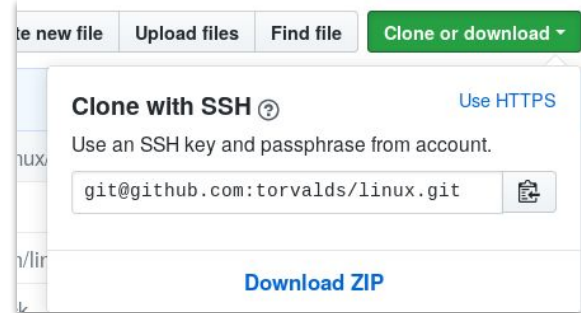 te new file Upload files Find file Clone or download
Clone with SSH Use HTTPS
Use an SSH key and passphrase from account.
git@github.com:torvalds/linux.git
Download ZIP